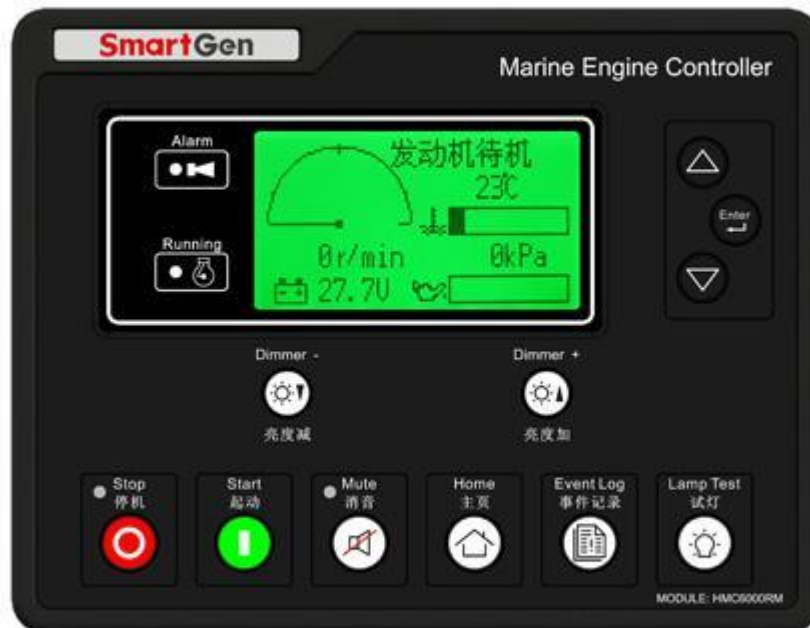 SmartGen
Marine Engine Controller
Alarm
发动机待机
23℃
Running
0r/min
0kPa
27.7V
Enter
Dimmer -
Dimmer +
亮度减
亮度加
Stop
停机
Start
起动
Mute
消音
Home
主页
Event Log
事件记录
Lamp Test
试灯
MODULE: HMC6000RM